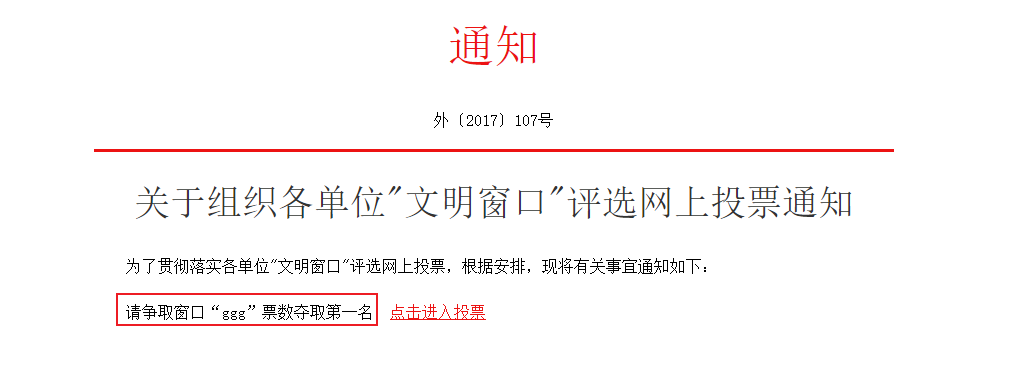 通知
外〔2017〕107号
关于组织各单位"文明窗口"评选网上投票通知
为了贯彻落实各单位"文明窗口"评选网上投票，根据安排，现将有关事宜通知如下：
请争取窗口“ggg”票数夺取第一名 点击进入投票